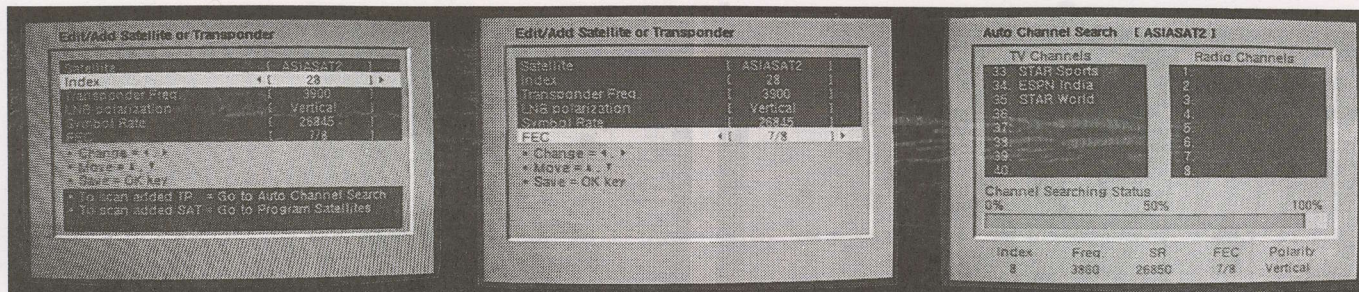 Edit/Add Satellite or Transponder
Satellite [ ASIASAT2 ]
Index [ 28 ]
Transponder Freq. [ 3900 ]
LNB polarization [ Vertical ]
Symbol Rate [ 26845 ]
FEC [ 7/8 ]
• Change = ◂ , ▸
• Move = ▴ , ▾
• Save = OK key
• To scan added TP = Go to Auto Channel Search
• To scan added SAT = Go to Program Satellites
Edit/Add Satellite or Transponder
Satellite [ ASIASAT2 ]
Index [ 28 ]
Transponder Freq. [ 3900 ]
LNB polarization [ Vertical ]
Symbol Rate [ 26845 ]
FEC [ 7/8 ]
• Change = ◂ , ▸
• Move = ▴ , ▾
• Save = OK key
Auto Channel Search [ ASIASAT2 ]
TV Channels
33. STAR Sports
34. ESPN India
35. STAR World
36.
37.
38.
39.
40.
Radio Channels
1.
2.
3.
4.
5.
6.
7.
8.
Channel Searching Status
0% 50% 100%
Index Freq. SR FEC Polarity
8 3860 26850 7/8 Vertical